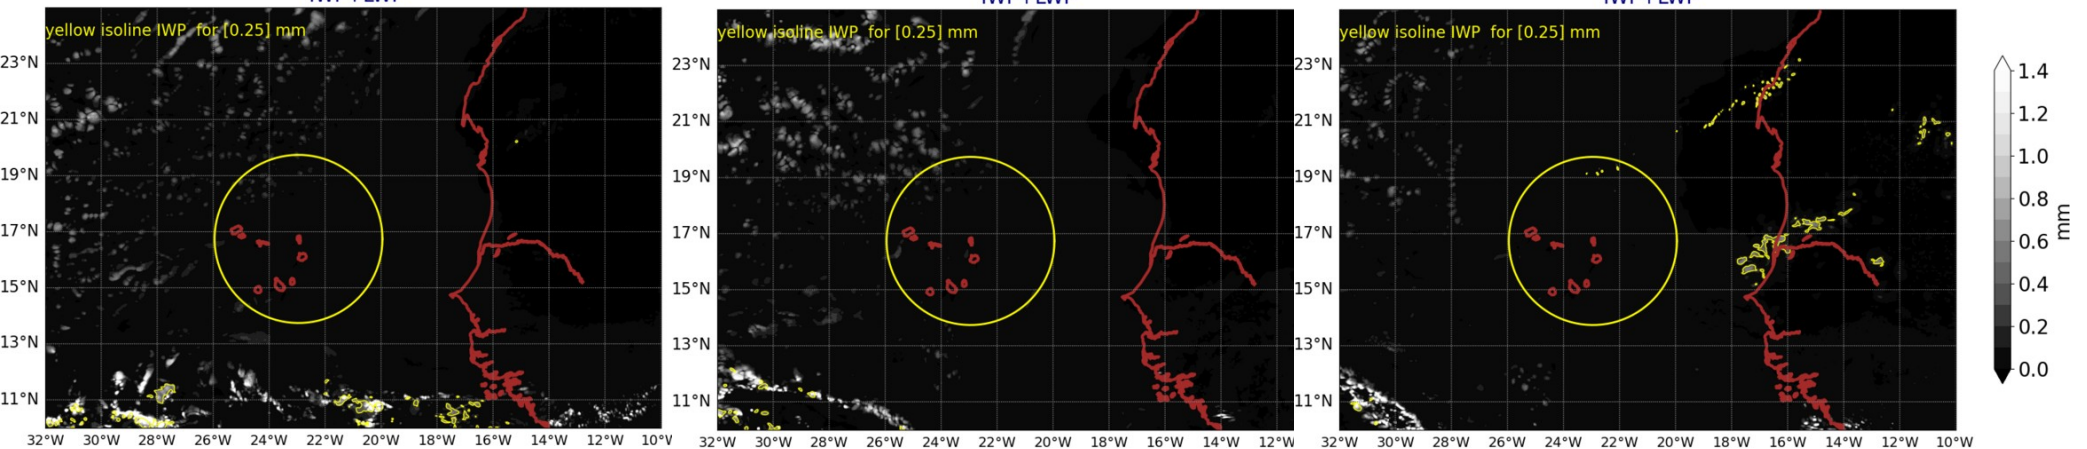 yellow isoline IWP for [0.25] mm
23°N
21°N
19°N
17°N
15°N
13°N
11°N
32°W 30°W 28°W 26°W 24°W 22°W 20°W 18°W 16°W 14°W 12°W 10°W
yellow isoline IWP for [0.25] mm
23°N
21°N
19°N
17°N
15°N
13°N
11°N
32°W 30°W 28°W 26°W 24°W 22°W 20°W 18°W 16°W 14°W 12°W
yellow isoline IWP for [0.25] mm
23°N
21°N
19°N
17°N
15°N
13°N
11°N
32°W 30°W 28°W 26°W 24°W 22°W 20°W 18°W 16°W 14°W 12°W 10°W
1.4
1.2
1.0
0.8
0.6
0.4
0.2
0.0
mm